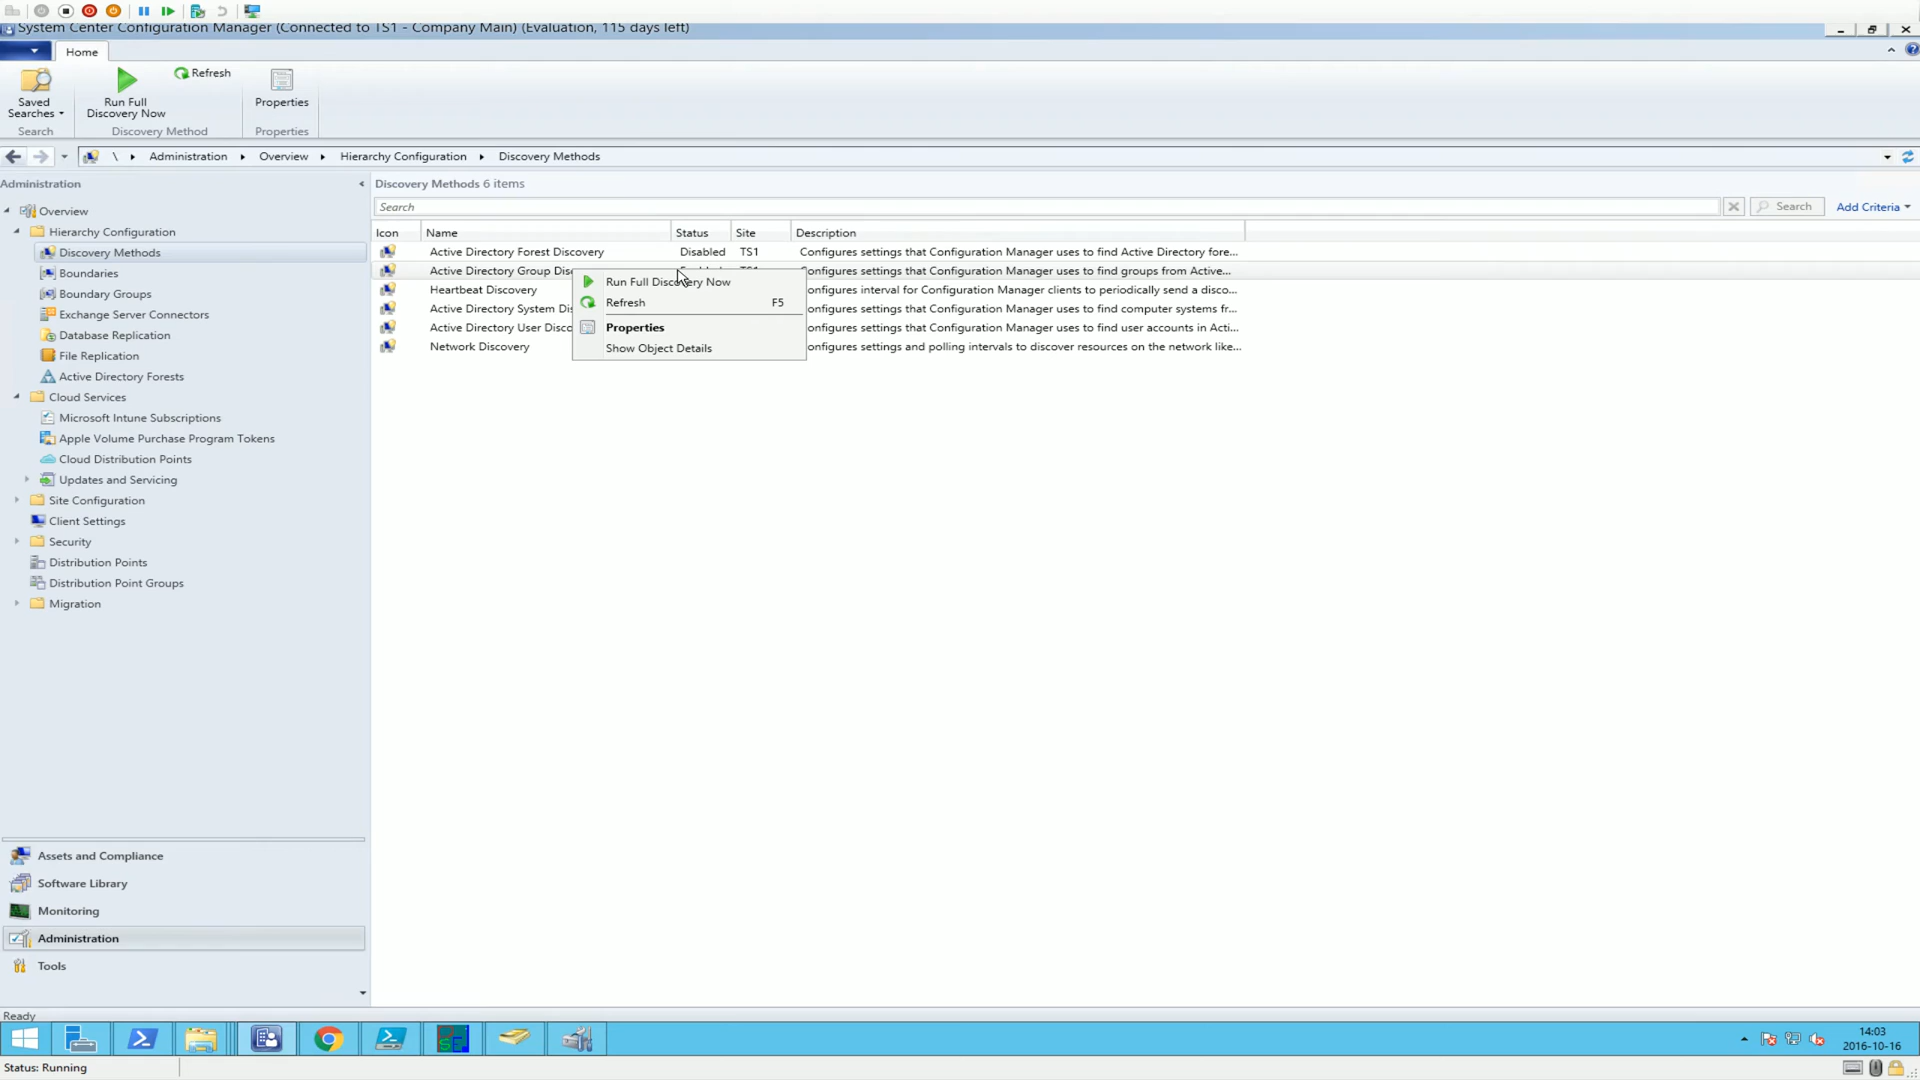 System Center Configuration Manager (Connected to TS1 - Company Main) (Evaluation, 115 days left)
Home
Saved
Searches
Run Full
Discovery Now
Refresh
Properties
Search
Discovery Method
Properties
\ Administration Overview Hierarchy Configuration Discovery Methods
Administration
Overview
Hierarchy Configuration
Discovery Methods
Boundaries
Boundary Groups
Exchange Server Connectors
Database Replication
File Replication
Active Directory Forests
Cloud Services
Microsoft Intune Subscriptions
Apple Volume Purchase Program Tokens
Cloud Distribution Points
Updates and Servicing
Site Configuration
Client Settings
Security
Distribution Points
Distribution Point Groups
Migration
Assets and Compliance
Software Library
Monitoring
Administration
Tools
Discovery Methods 6 items
Search
Search
Add Criteria
Icon Name Status Site Description
Active Directory Forest Discovery Disabled TS1 Configures settings that Configuration Manager uses to find Active Directory fore...
Active Directory Group Disc Configures settings that Configuration Manager uses to find groups from Active...
Heartbeat Discovery onfigures interval for Configuration Manager clients to periodically send a disco...
Active Directory System Dis onfigures settings that Configuration Manager uses to find computer systems fr...
Active Directory User Disco onfigures settings that Configuration Manager uses to find user accounts in Acti...
Network Discovery onfigures settings and polling intervals to discover resources on the network like...
Run Full Discovery Now
Refresh F5
Properties
Show Object Details
Ready
14:03
2016-10-16
Status: Running